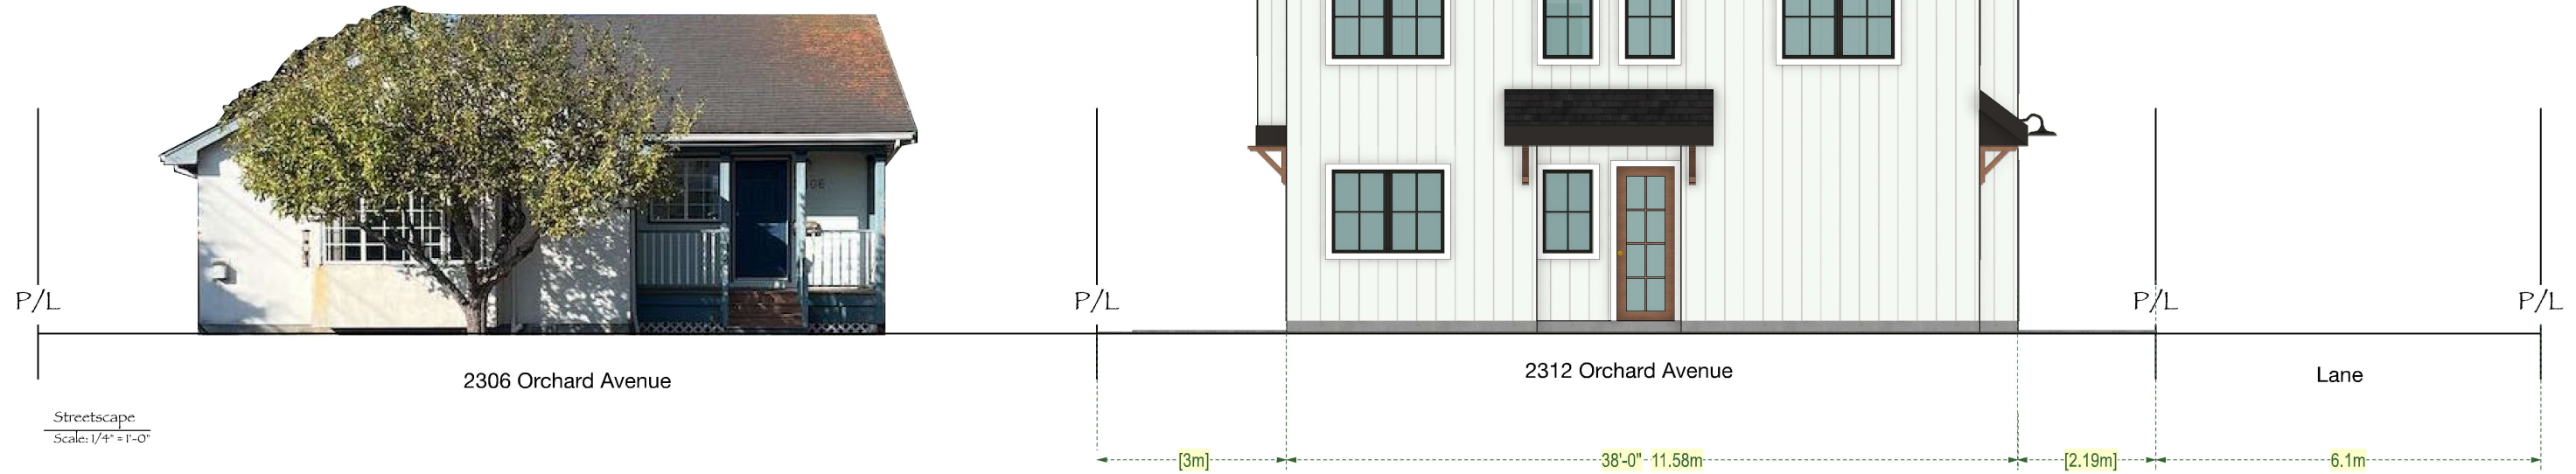 P/L
P/L
P/L
P/L
2306 Orchard Avenue
2312 Orchard Avenue
Lane
Streetscape
Scale: 1/4" = 1'-0"
[3m]
38'-0" 11.58m
[2.19m]
6.1m